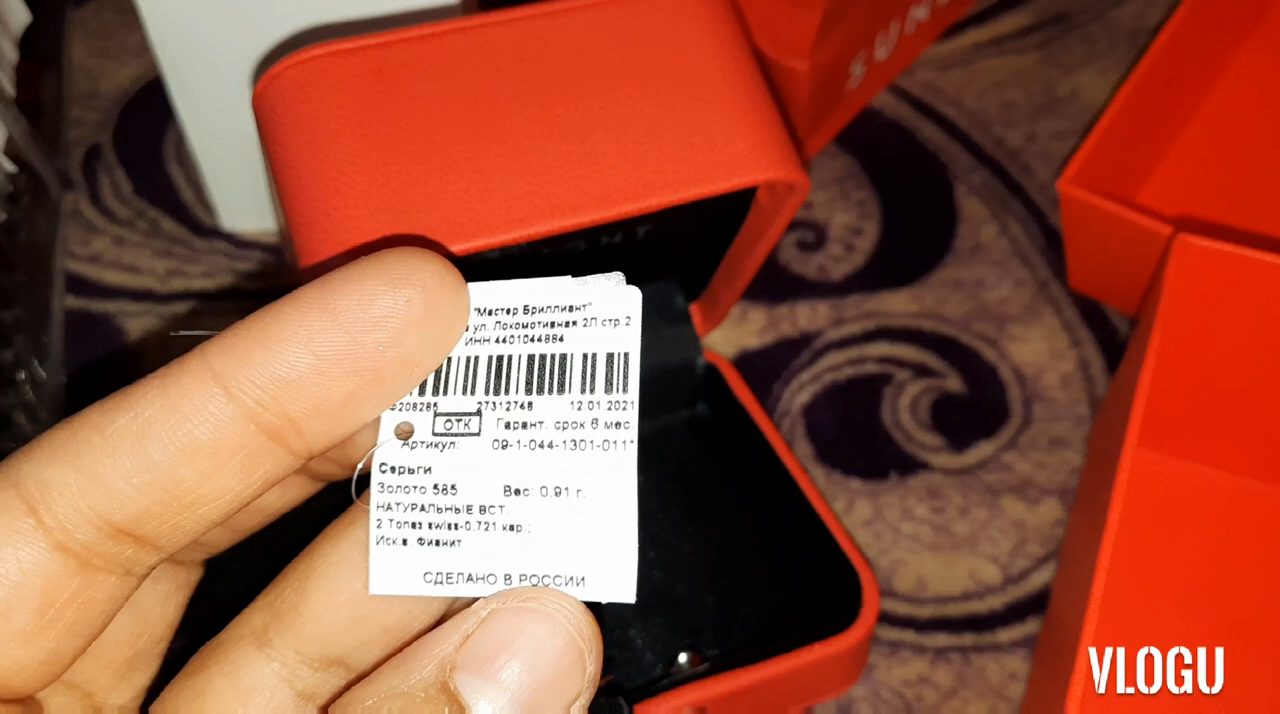 SUN
"Мастер Бриллиант"
ул. Локомотивная 2Л стр.2
ИНН 4401044884
27312748 12.01.2021
ОТК Гарант. срок 6 мес.
Артикул: 09-1-044-1301-011*
Серьги
Золото 585 Вес: 0.91 г.
НАТУРАЛЬНЫЕ ВСТ.
2 Топаз swiss-0.721 кар.;
Иск.в. Фианит
СДЕЛАНО В РОССИИ
VLOGU